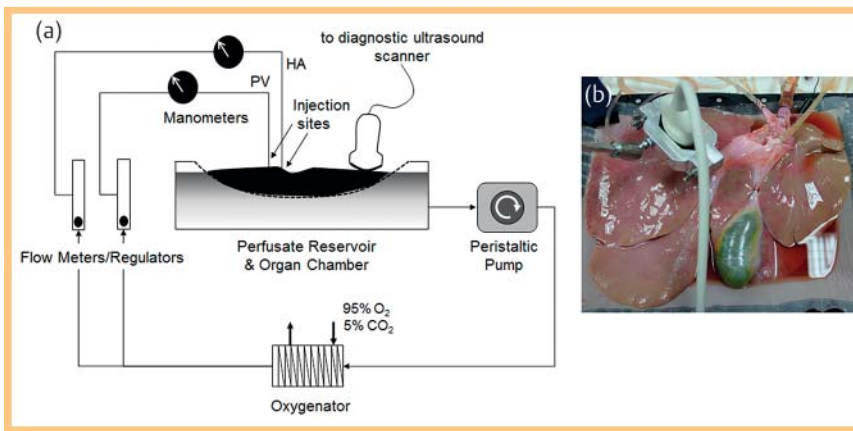 (a)
to diagnostic ultrasound
scanner
HA
PV
Injection
sites
Manometers
Flow Meters/Regulators
Perfusate Reservoir
& Organ Chamber
Peristaltic
Pump
95% O₂
5% CO₂
Oxygenator
(b)